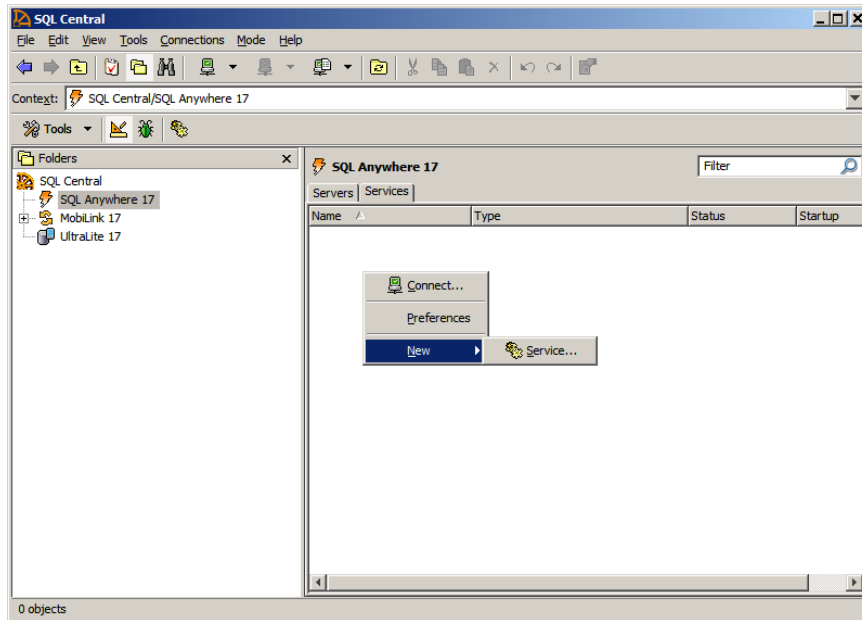 SQL Central
File Edit View Tools Connections Mode Help
Context: SQL Central/SQL Anywhere 17
Tools
Folders
SQL Central
SQL Anywhere 17
MobiLink 17
UltraLite 17
SQL Anywhere 17
Filter
Servers Services
Name Type Status Startup
Connect...
Preferences
New Service...
0 objects